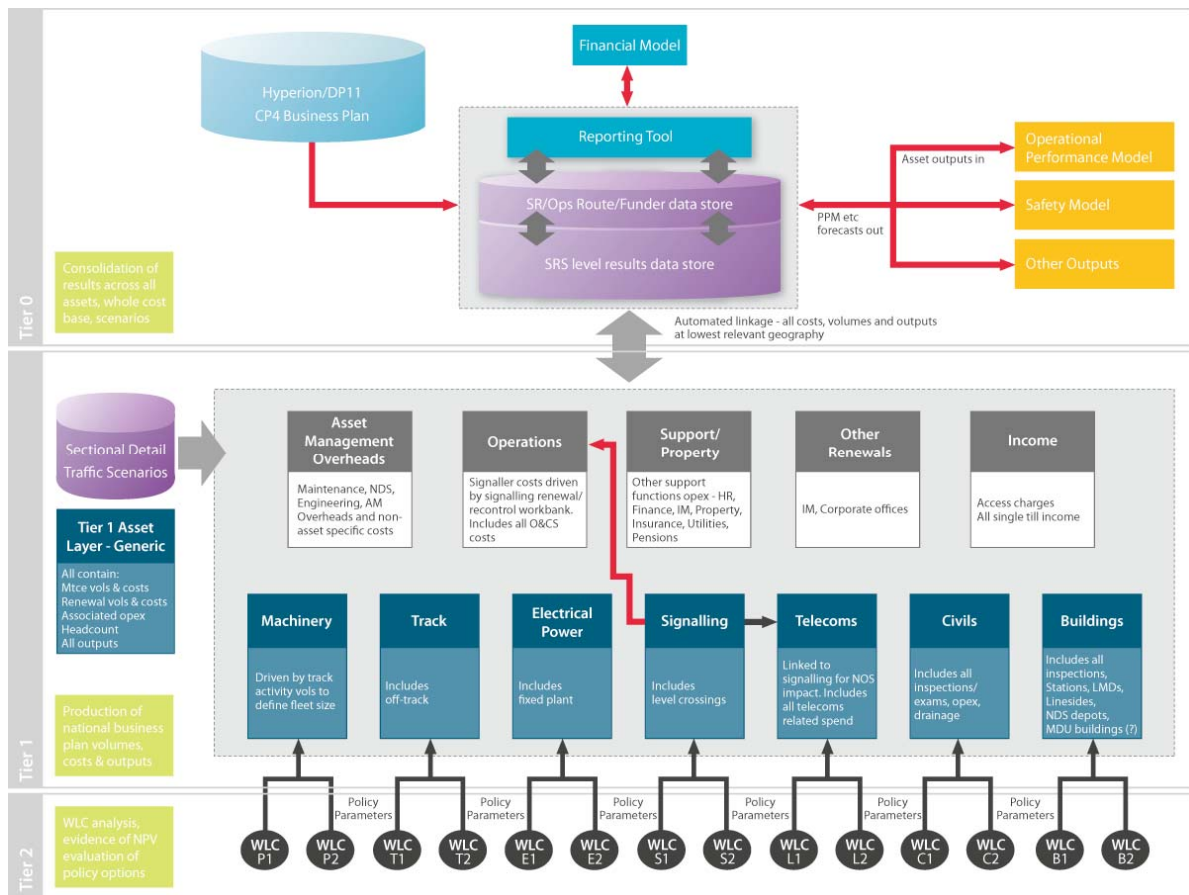 Tier 0
Hyperion/DP11
CP4 Business Plan
Financial Model
Reporting Tool
SR/Ops Route/Funder data store
SRS level results data store
Asset outputs in
PPM etc
forecasts out
Operational
Performance Model
Safety Model
Other Outputs
Consolidation of
results across all
assets, whole cost
base, scenarios
Automated linkage - all costs, volumes and outputs
at lowest relevant geography
Tier 1
Sectional Detail
Traffic Scenarios
Tier 1 Asset
Layer - Generic
All contain:
Mtce vols & costs
Renewal vols & costs
Associated opex
Headcount
All outputs
Production of
national business
plan volumes,
costs & outputs
Asset
Management
Overheads
Maintenance, NDS,
Engineering, AM
Overheads and non-
asset specific costs
Operations
Signaller costs driven
by signalling renewal/
recontrol workbank.
Includes all O&CS
costs
Support/
Property
Other support
functions opex - HR,
Finance, IM, Property,
Insurance, Utilities,
Pensions
Other
Renewals
IM, Corporate offices
Income
Access charges
All single till income
Machinery
Driven by track
activity vols to
define fleet size
Track
Includes
off-track
Electrical
Power
Includes
fixed plant
Signalling
Includes
level crossings
Telecoms
Linked to
signalling for NOS
impact. Includes
all telecoms
related spend
Civils
Includes all
inspections/
exams, opex,
drainage
Buildings
Includes all
inspections,
Stations, LMDs,
Linesides,
NDS depots,
MDU buildings (?)
Tier 2
WLC analysis,
evidence of NPV
evaluation of
policy options
WLC
P1
WLC
P2
Policy
Parameters
WLC
T1
WLC
T2
Policy
Parameters
WLC
E1
WLC
E2
Policy
Parameters
WLC
S1
WLC
S2
Policy
Parameters
WLC
L1
WLC
L2
Policy
Parameters
WLC
C1
WLC
C2
Policy
Parameters
WLC
B1
WLC
B2